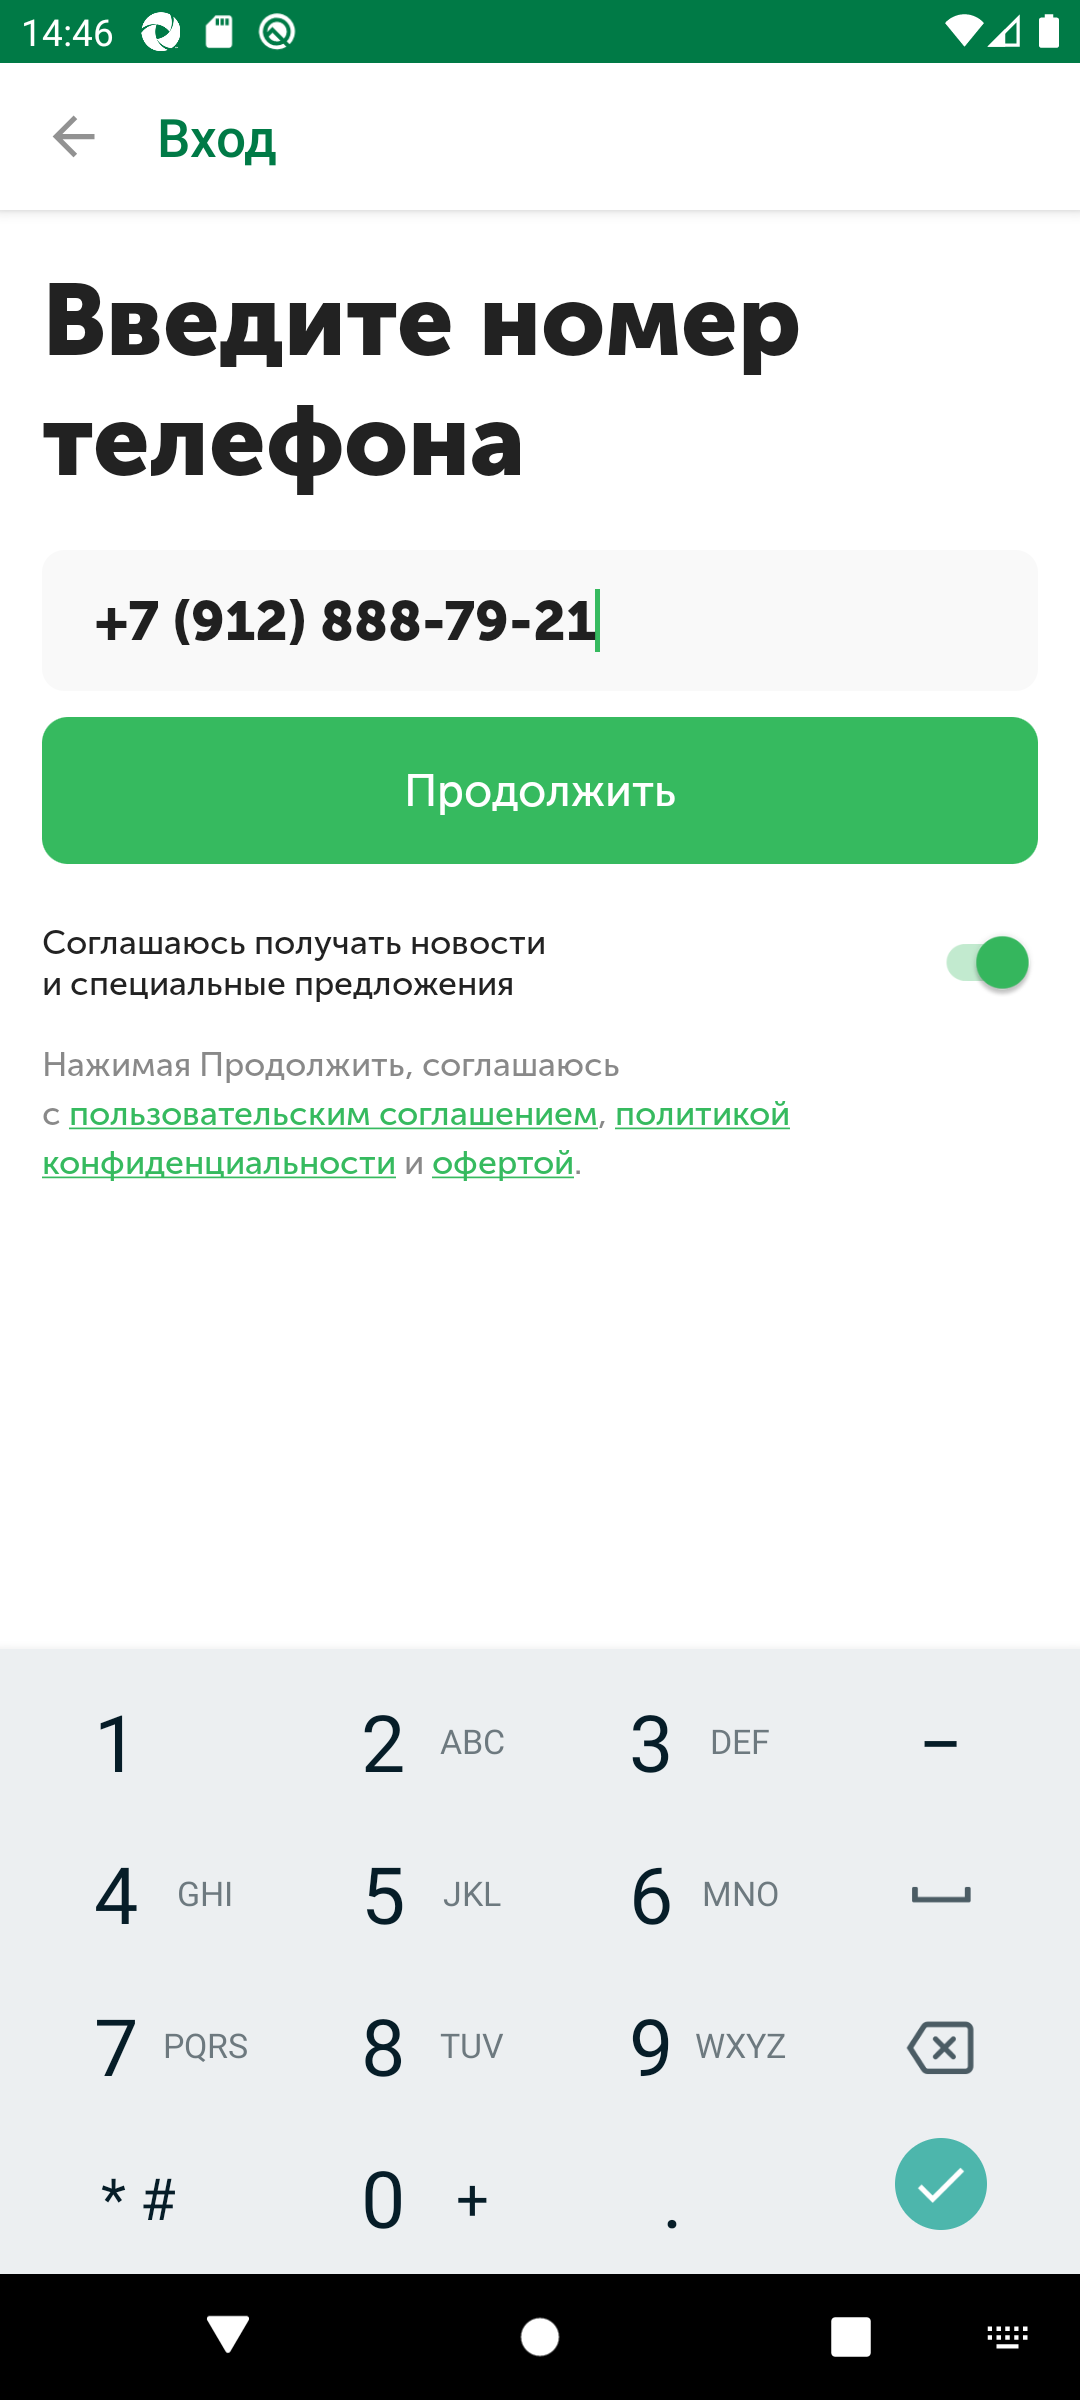 14:46
Вход
Введите номер
телефона
+7 (912) 888-79-21
Продолжить
Соглашаюсь получать новости
и специальные предложения
Нажимая Продолжить, соглашаюсь
с пользовательским соглашением, политикой
конфиденциальности и офертой.
1 2 ABC 3 DEF –
4 GHI 5 JKL 6 MNO
7 PQRS 8 TUV 9 WXYZ
* # 0 + .